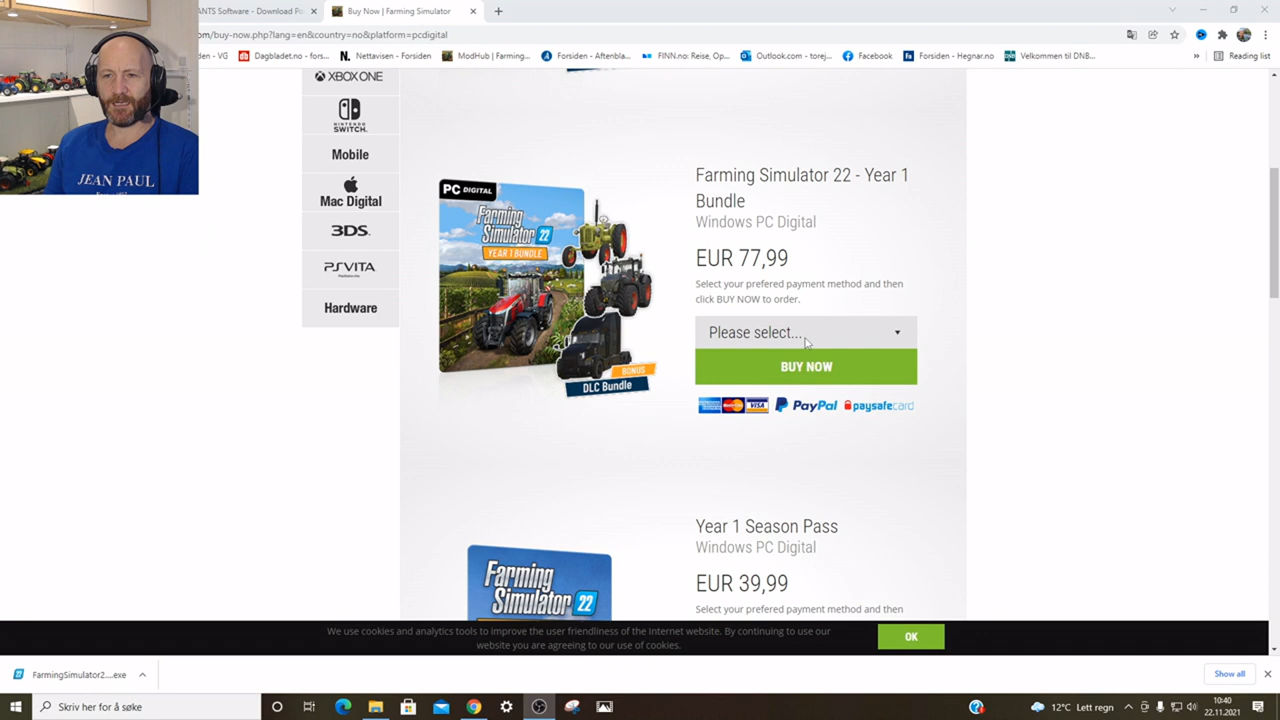 ANTS Software - Download Po
Buy Now | Farming Simulator
com/buy-now.php?lang=en&country=no&platform=pcdigital
den - VG
Dagbladet.no - fors...
Nettavisen - Forsiden
ModHub | Farming...
Forsiden - Aftenbla...
FINN.no: Reise, Op...
Outlook.com - torej...
Facebook
Forsiden - Hegnar.no
Velkommen til DNB...
»
Reading list
XBOX ONE
NINTENDO
SWITCH
Mobile
Mac Digital
3DS
PSVITA
Hardware
JEAN PAUL
PC DIGITAL
Farming
Simulator 22
YEAR 1 BUNDLE
BONUS
DLC Bundle
Farming Simulator 22 - Year 1
Bundle
Windows PC Digital
EUR 77,99
Select your prefered payment method and then
click BUY NOW to order.
Please select...
BUY NOW
VISA PayPal paysafecard
Year 1 Season Pass
Windows PC Digital
EUR 39,99
Select your prefered payment method and then
Farming
Simulator 22
We use cookies and analytics tools to improve the user friendliness of the Internet website. By continuing to use our
website you are agreeing to our use of cookies.
OK
FarmingSimulator2....exe
Show all
Skriv her for å søke
12°C Lett regn
10:40
22.11.2021